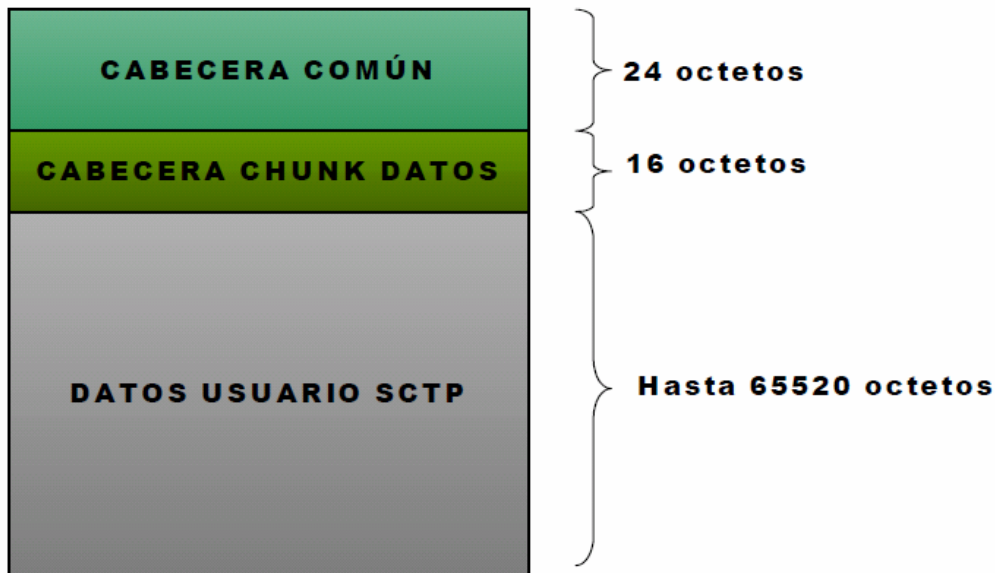 CABECERA COMÚN
24 octetos
CABECERA CHUNK DATOS
16 octetos
DATOS USUARIO SCTP
Hasta 65520 octetos